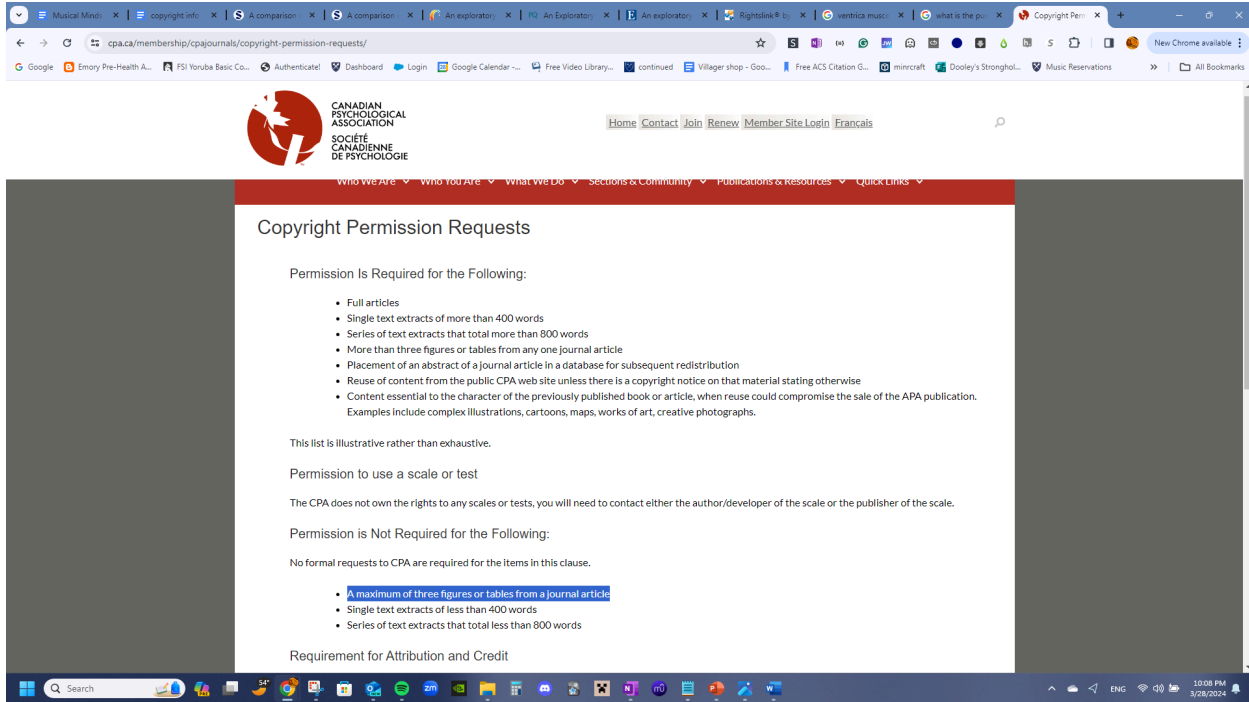 Musical Minds
copyright info
A comparison
A comparison
An exploratory
An Exploratory
An exploratory
Rightslink® by
ventrica musco
what is the pur
Copyright Perm
cpa.ca/membership/cpajournals/copyright-permission-requests/
New Chrome available
Google
Emory Pre-Health A...
FSI Yoruba Basic Co...
Authenticate!
Dashboard
Login
Google Calendar -...
Free Video Library...
continued
Villager shop - Goo...
Free ACS Citation G...
minrcraft
Dooley's Stronghol...
Music Reservations
»
All Bookmarks
CANADIAN
PSYCHOLOGICAL
ASSOCIATION
SOCIÉTÉ
CANADIENNE
DE PSYCHOLOGIE
Home Contact Join Renew Member Site Login Français
Who We Are Who You Are What We Do Sections & Community Publications & Resources Quick Links
Copyright Permission Requests
Permission Is Required for the Following:
• Full articles
• Single text extracts of more than 400 words
• Series of text extracts that total more than 800 words
• More than three figures or tables from any one journal article
• Placement of an abstract of a journal article in a database for subsequent redistribution
• Reuse of content from the public CPA web site unless there is a copyright notice on that material stating otherwise
• Content essential to the character of the previously published book or article, when reuse could compromise the sale of the APA publication.
Examples include complex illustrations, cartoons, maps, works of art, creative photographs.
This list is illustrative rather than exhaustive.
Permission to use a scale or test
The CPA does not own the rights to any scales or tests, you will need to contact either the author/developer of the scale or the publisher of the scale.
Permission is Not Required for the Following:
No formal requests to CPA are required for the items in this clause.
• A maximum of three figures or tables from a journal article
• Single text extracts of less than 400 words
• Series of text extracts that total less than 800 words
Requirement for Attribution and Credit
Search
54°
ENG
10:08 PM
3/28/2024